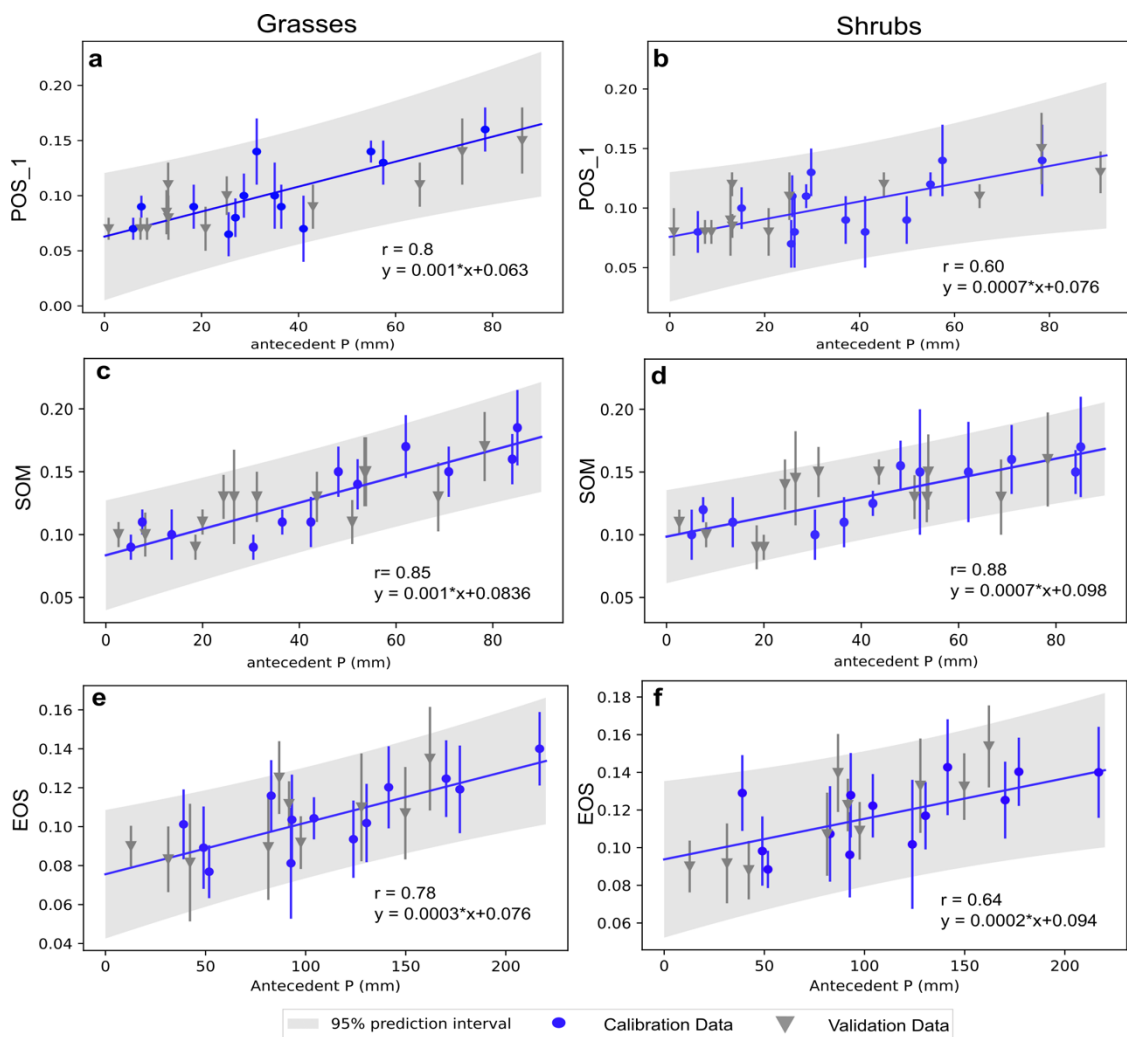 Grasses
Shrubs
a
POS_1
0.20
0.15
0.10
0.05
0.00
r = 0.8
y = 0.001*x+0.063
0 20 40 60 80
antecedent P (mm)
b
POS_1
0.20
0.15
0.10
0.05
r = 0.60
y = 0.0007*x+0.076
0 20 40 60 80
antecedent P (mm)
c
SOM
0.20
0.15
0.10
0.05
r= 0.85
y = 0.001*x+0.0836
0 20 40 60 80
antecedent P (mm)
d
SOM
0.20
0.15
0.10
0.05
r= 0.88
y = 0.0007*x+0.098
0 20 40 60 80
antecedent P (mm)
e
EOS
0.16
0.14
0.12
0.10
0.08
0.06
0.04
r = 0.78
y = 0.0003*x+0.076
0 50 100 150 200
Antecedent P (mm)
f
EOS
0.18
0.16
0.14
0.12
0.10
0.08
0.06
r = 0.64
y = 0.0002*x+0.094
0 50 100 150 200
Antecedent P (mm)
95% prediction interval
Calibration Data
Validation Data